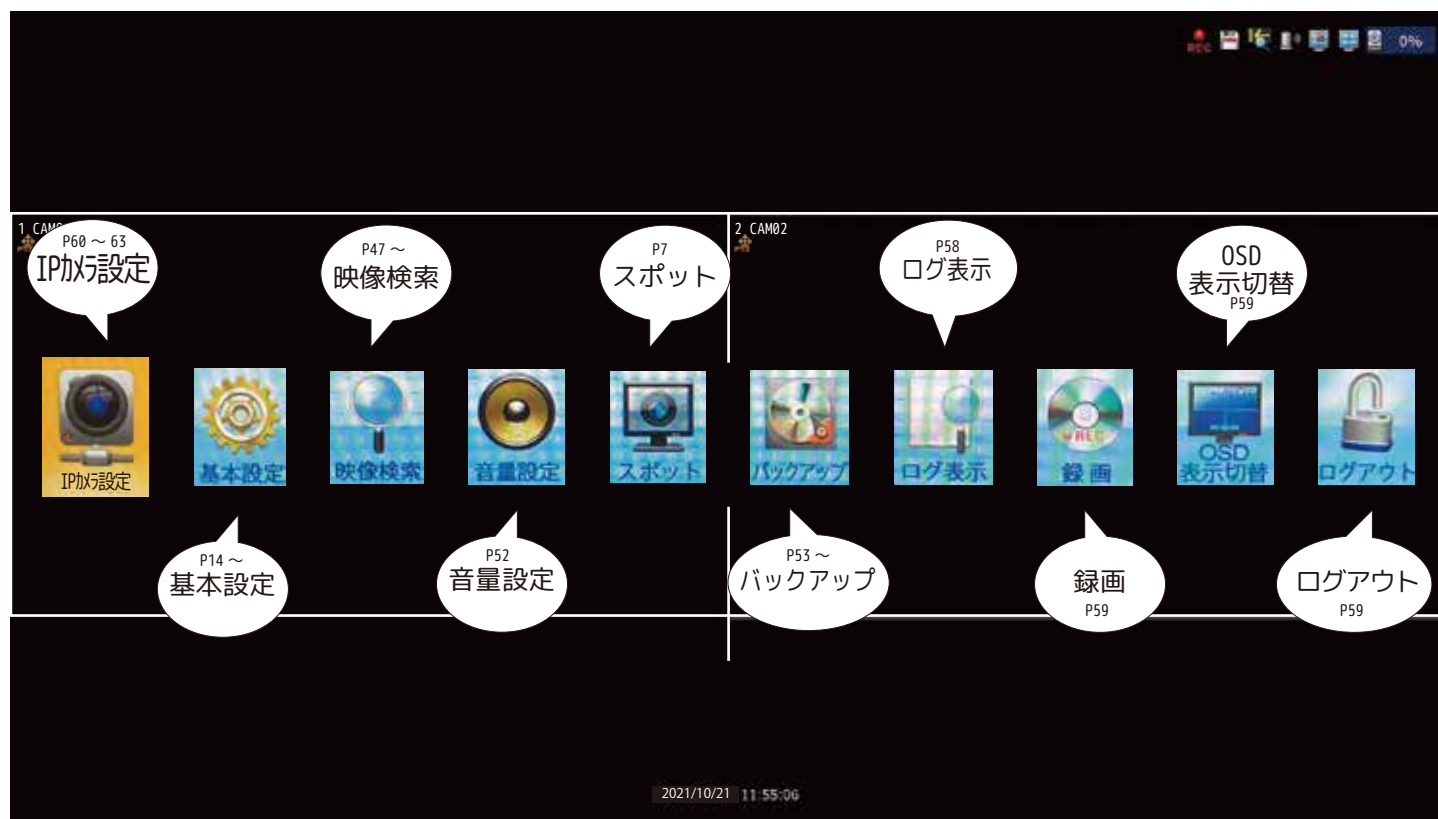 REC
0%
1 CAM0
2 CAM02
P60 ～ 63
IPカメラ設定
P47 ～
映像検索
P7
スポット
P58
ログ表示
OSD
表示切替
P59
IPカメラ設定
基本設定
映像検索
音量設定
スポット
バックアップ
ログ表示
REC
録画
OSD
表示切替
ログアウト
P14 ～
基本設定
P52
音量設定
P53 ～
バックアップ
録画
P59
ログアウト
P59
2021/10/21 11:55:06